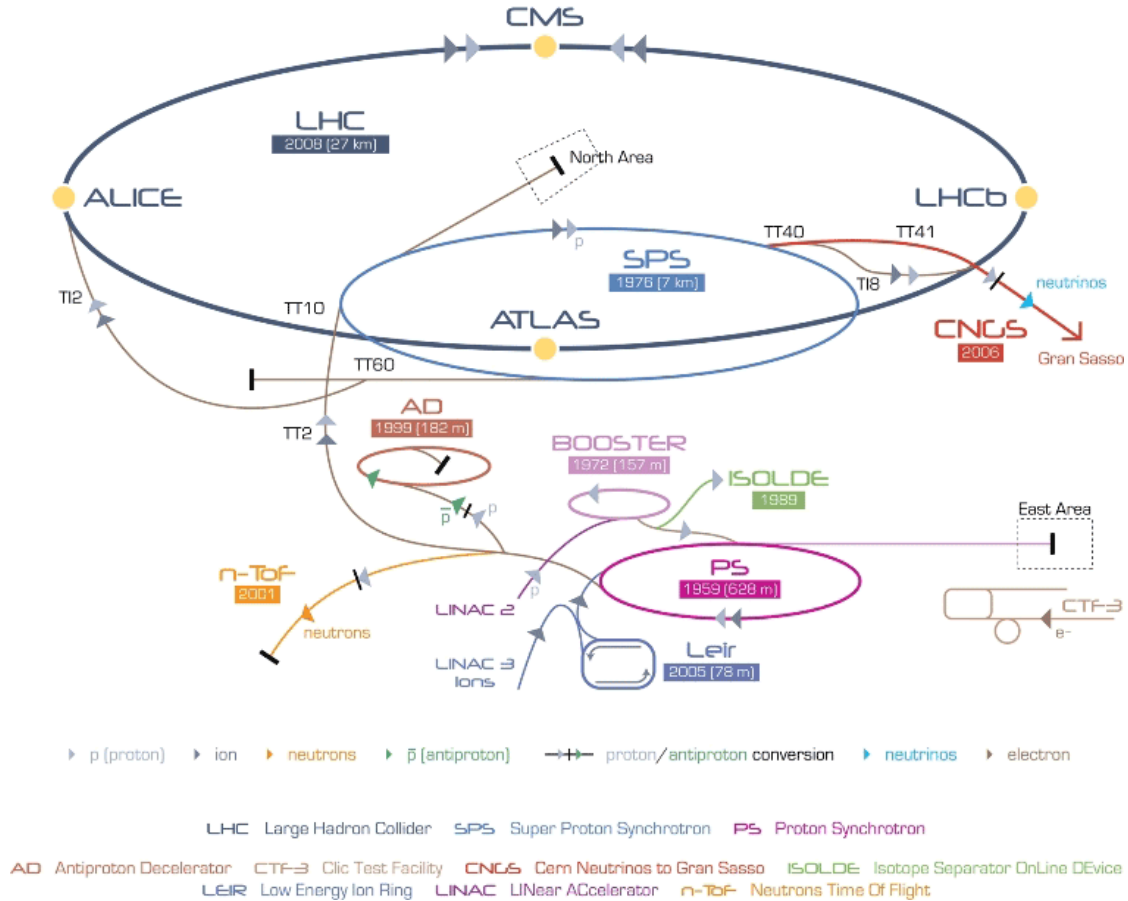 CMS
LHC
2008 (27 km)
North Area
ALICE
LHCb
TT40
TT41
SPS
1976 (7 km)
p
TI8
neutrinos
TI2
TT10
ATLAS
CNGS
2006
Gran Sasso
TT60
AD
1999 (182 m)
TT2
BOOSTER
1972 (157 m)
ISOLDE
1989
p̅
p
East Area
n-ToF
2001
PS
1959 (628 m)
LINAC 2
p
neutrons
CTF-3
e-
LINAC 3
Ions
Leir
2005 (78 m)
p (proton) ion neutrons p̅ (antiproton) proton/antiproton conversion neutrinos electron
LHC Large Hadron Collider SPS Super Proton Synchrotron PS Proton Synchrotron
AD Antiproton Decelerator CTF-3 Clic Test Facility CNGS Cern Neutrinos to Gran Sasso ISOLDE Isotope Separator OnLine DEvice
LEIR Low Energy Ion Ring LINAC LINear ACcelerator n-ToF Neutrons Time Of Flight